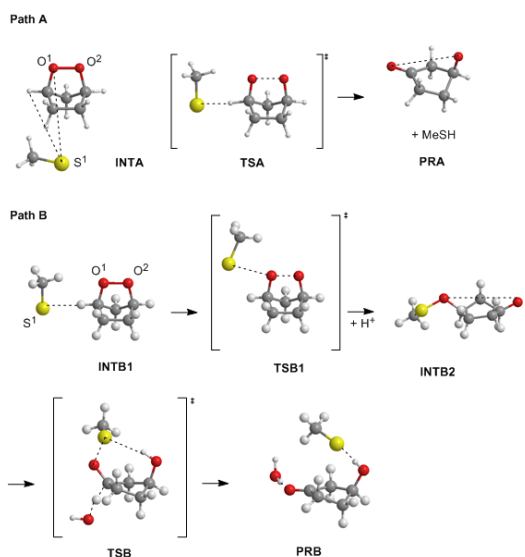 Path A
O1 O2
‡
S1
+ MeSH
INTA TSA PRA
Path B
‡
O1 O2
S1
+ H+
INTB1 TSB1 INTB2
‡
TSB PRB